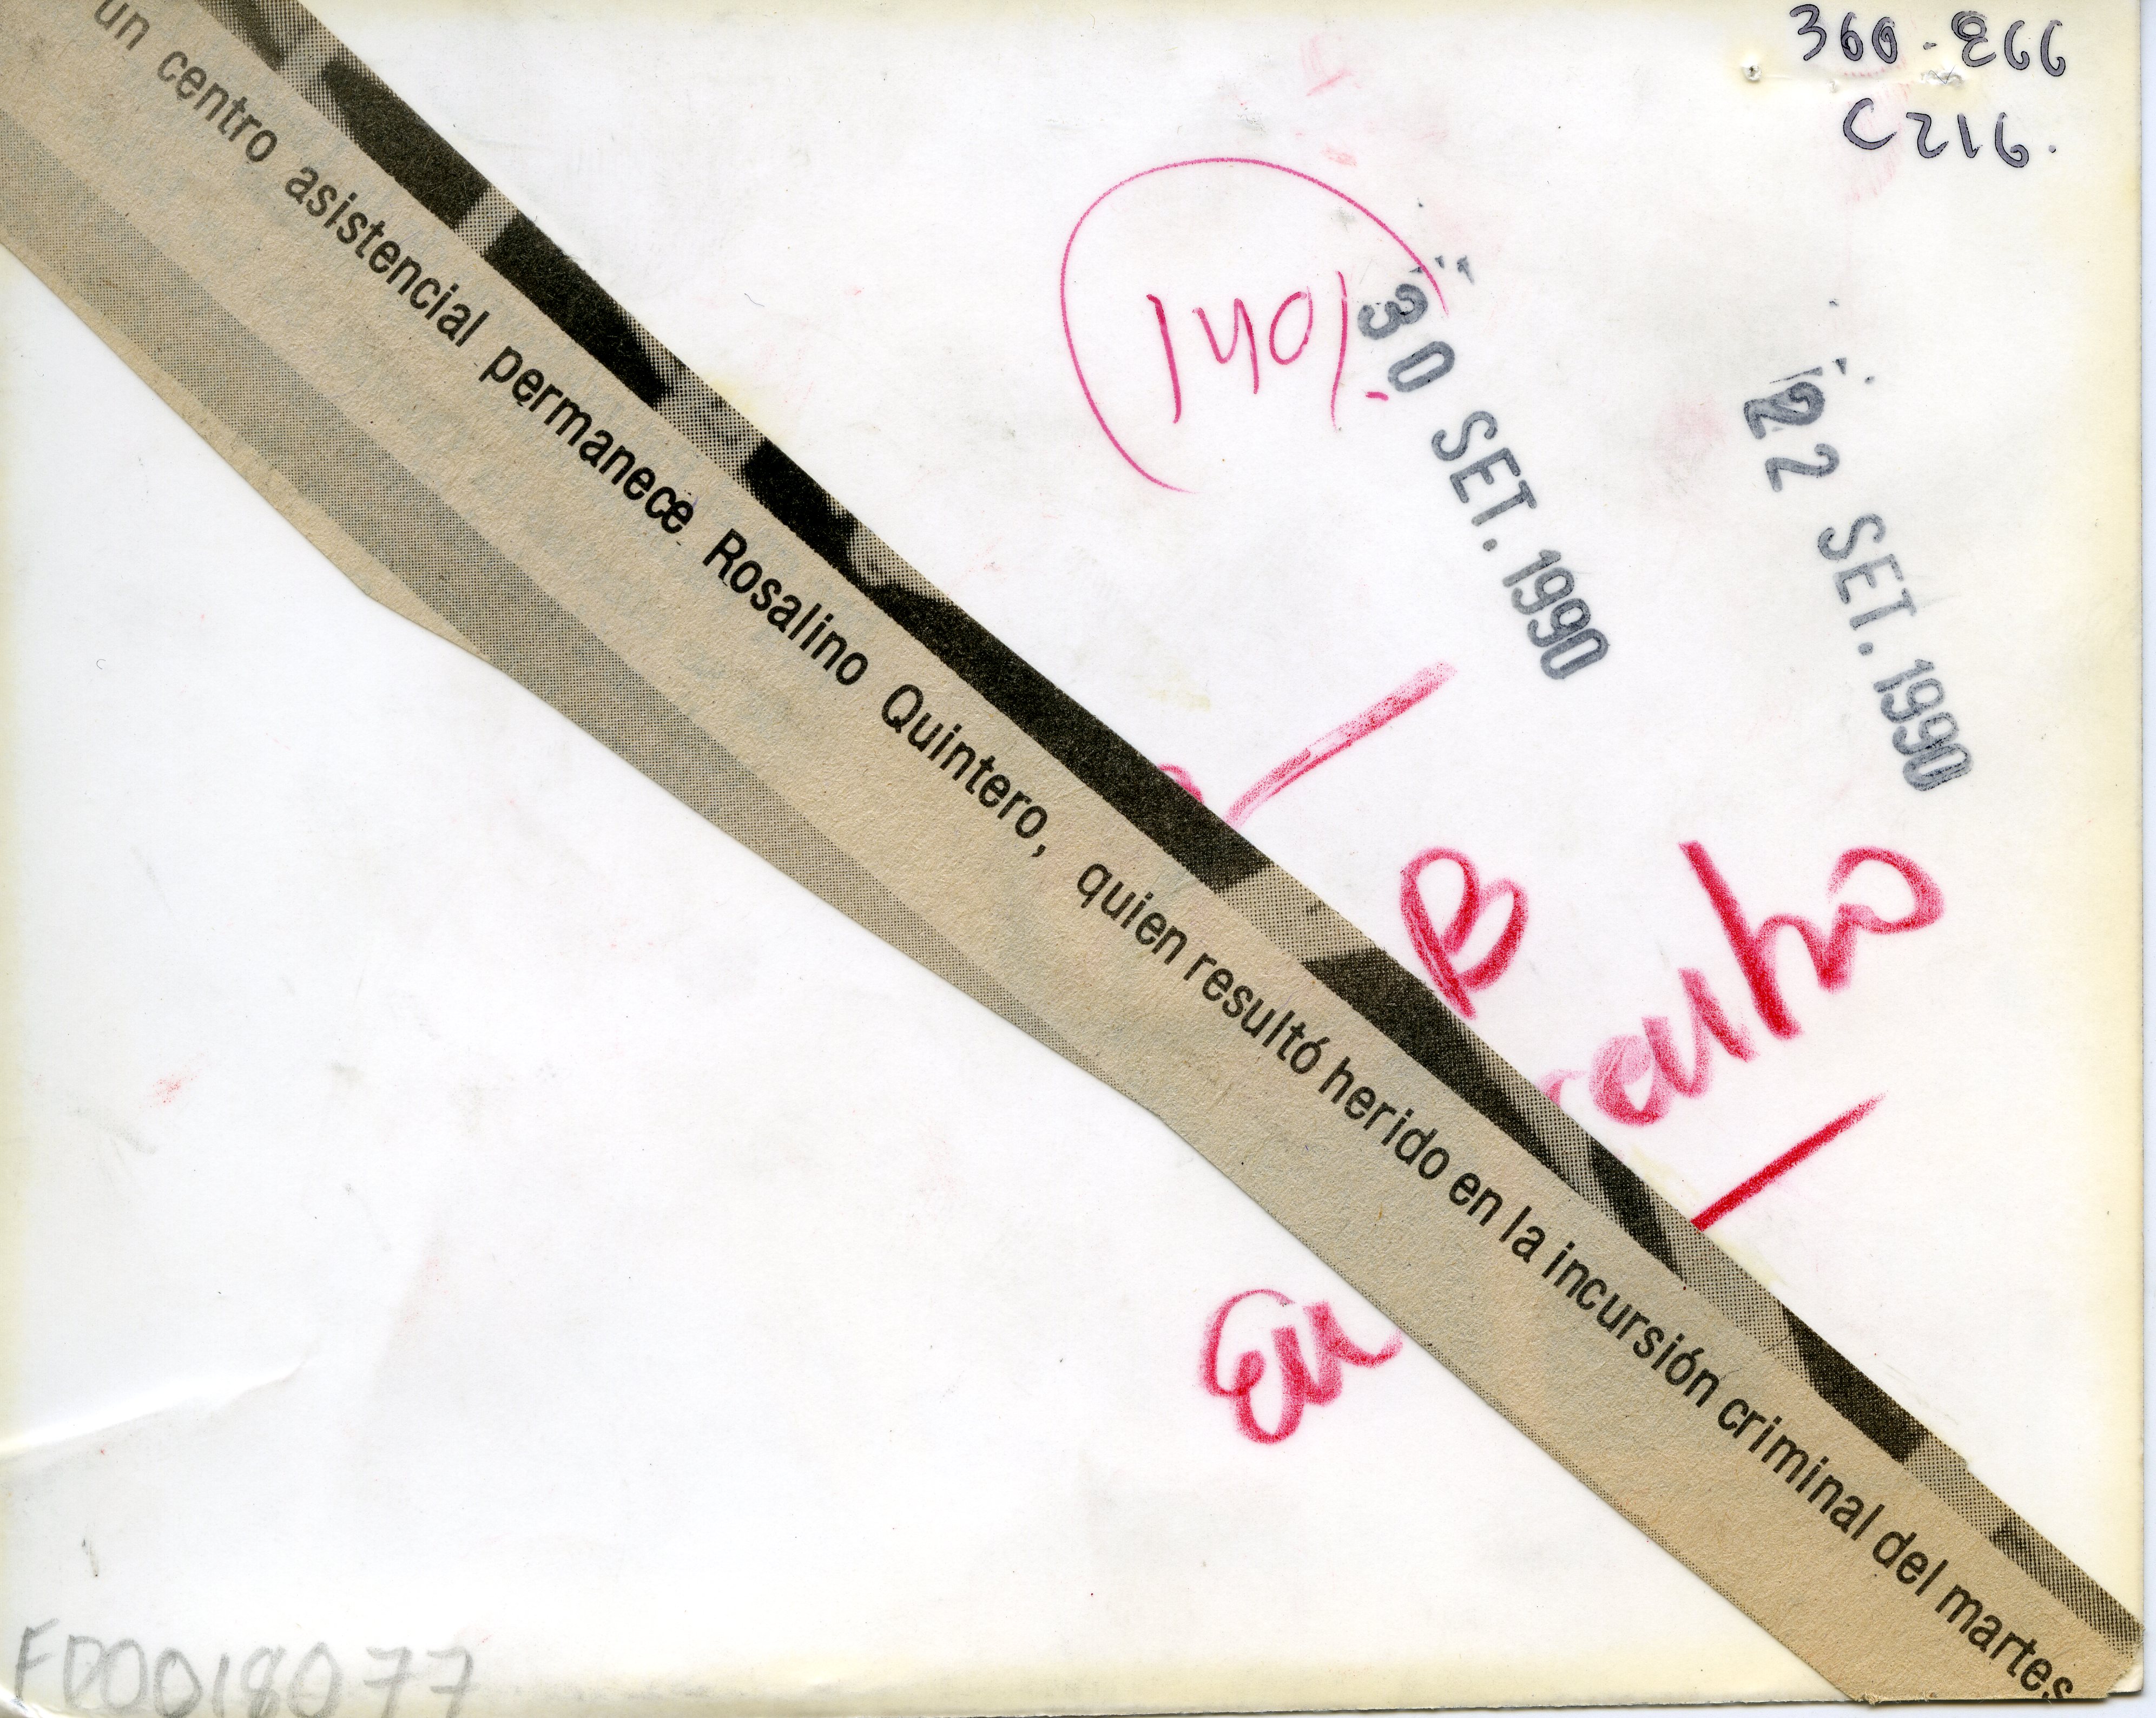 360-866
C216.
30 SET. 1990
22 SET. 1990
un centro asistencial permanece Rosalino Quintero, quien resultó herido en la incursión criminal del martes
B
En
FD0018077